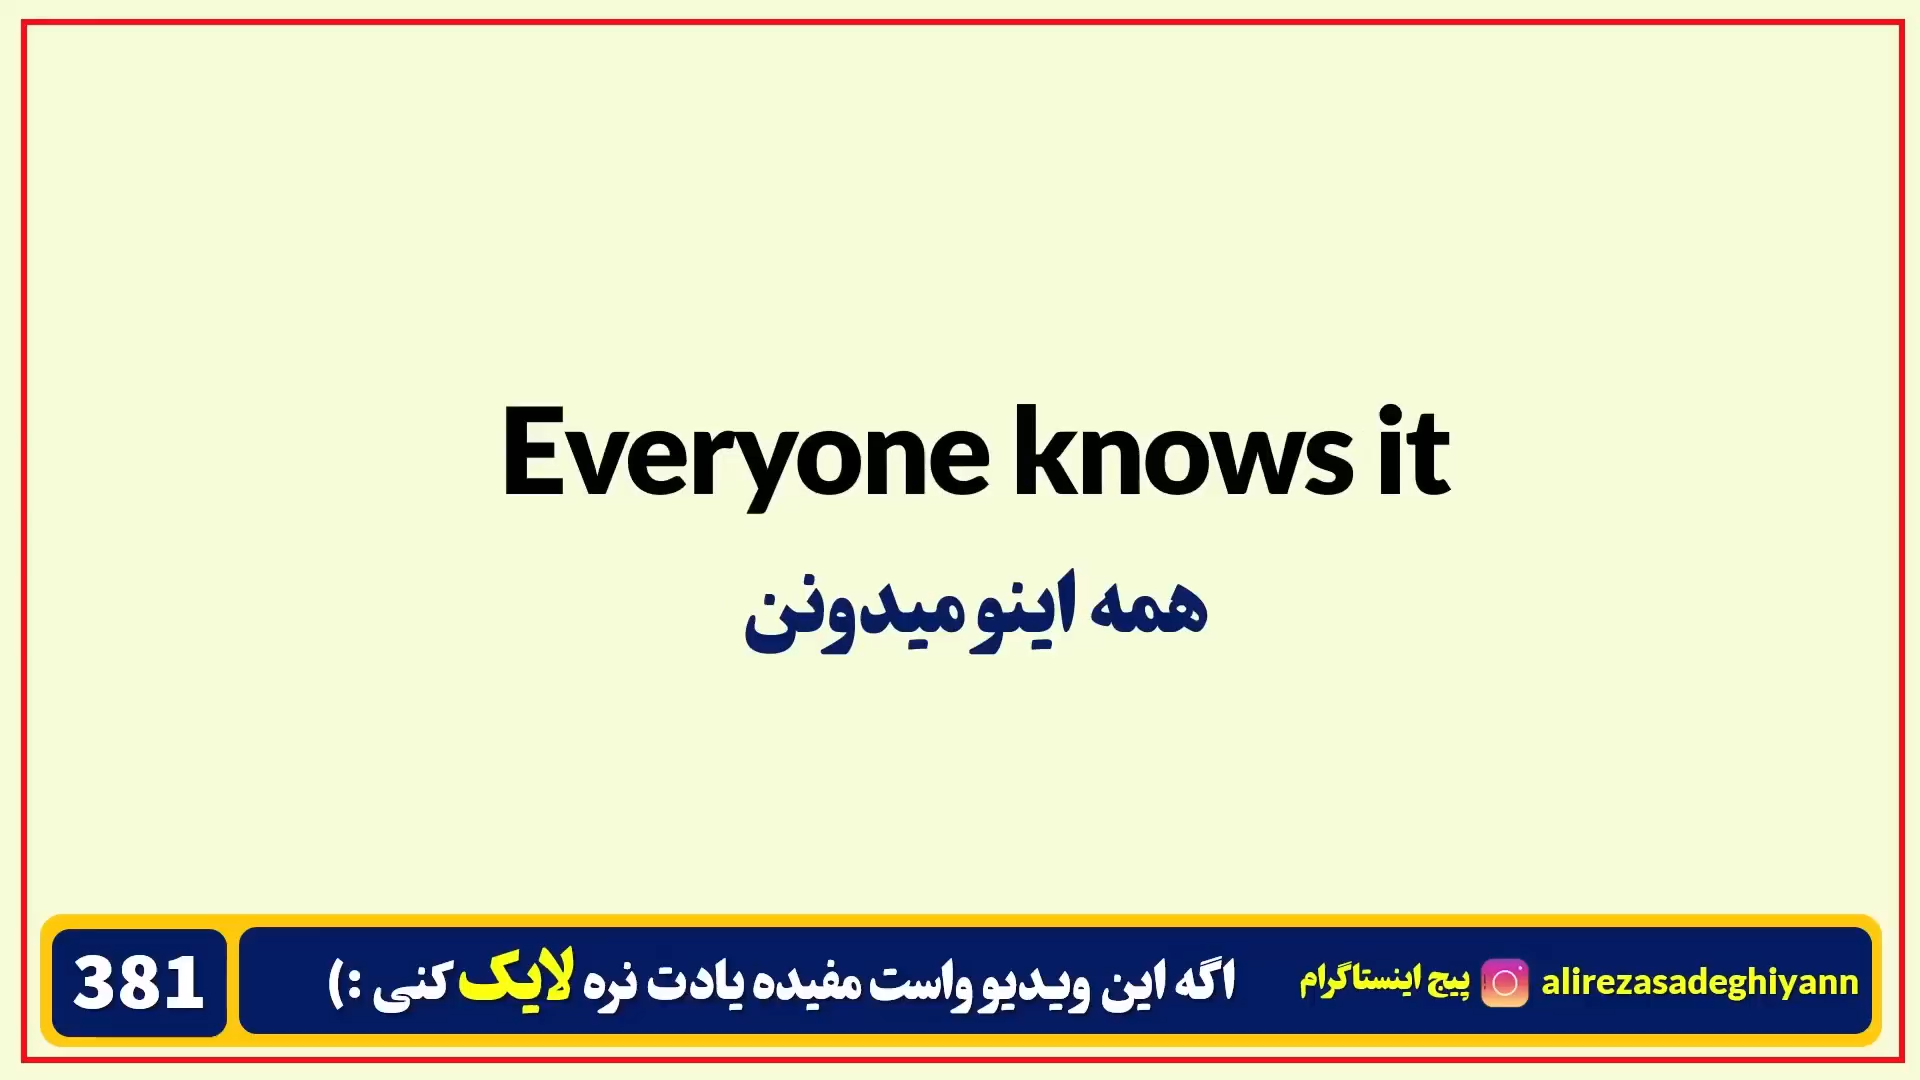 Everyone knows it
همه اینو میدونن
381
اگه این ویدیو واست مفیده یادت نره لایک کنی :)
پیج اینستاگرام alirezasadeghiyann